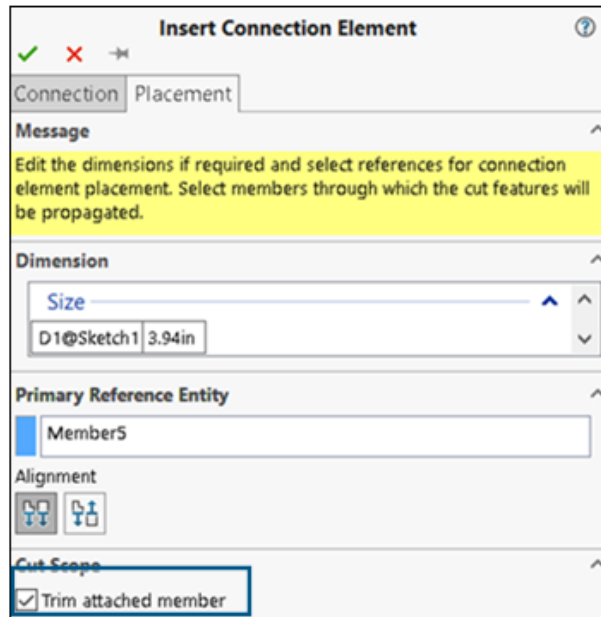 Insert Connection Element
Connection Placement
Message
Edit the dimensions if required and select references for connection
element placement. Select members through which the cut features will
be propagated.
Dimension
Size
D1@Sketch1 3.94in
Primary Reference Entity
Member5
Alignment
Cut Scope
Trim attached member